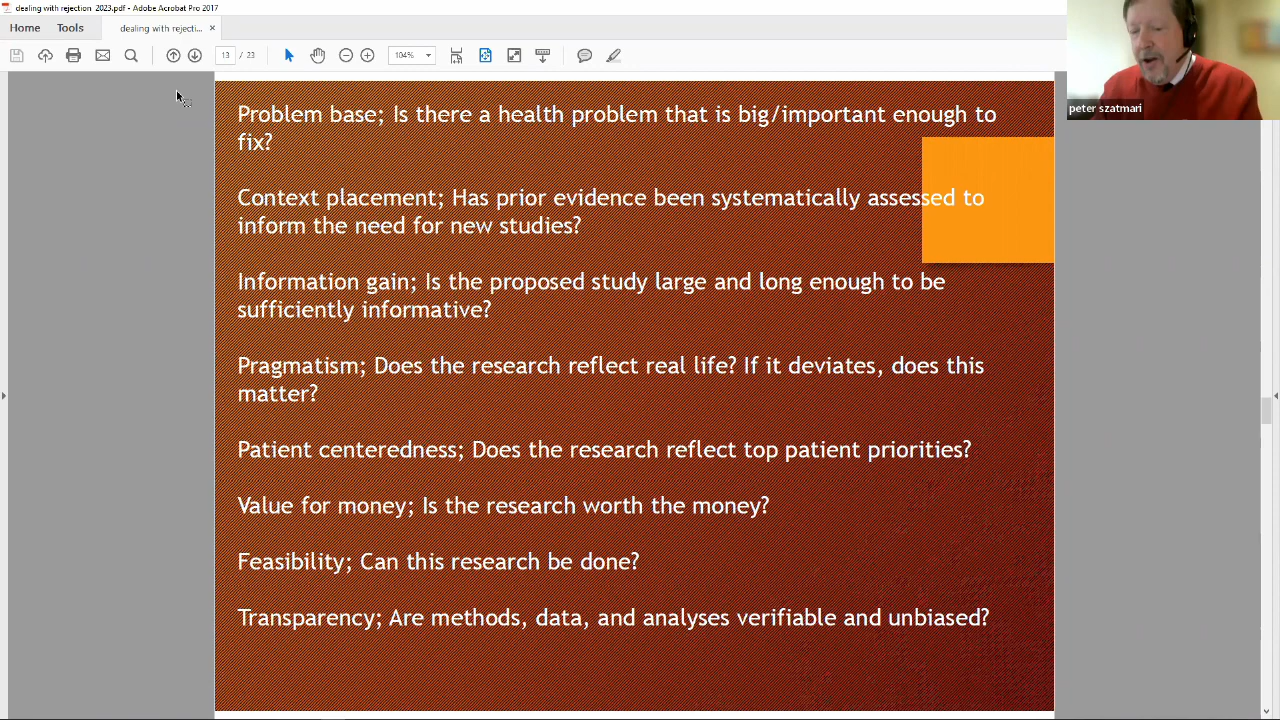 dealing with rejection 2023.pdf - Adobe Acrobat Pro 2017
Home Tools dealing with rejecti... ×
13 / 23 104%
peter szatmari
Problem base; Is there a health problem that is big/important enough to
fix?
Context placement; Has prior evidence been systematically assessed to
inform the need for new studies?
Information gain; Is the proposed study large and long enough to be
sufficiently informative?
Pragmatism; Does the research reflect real life? If it deviates, does this
matter?
Patient centeredness; Does the research reflect top patient priorities?
Value for money; Is the research worth the money?
Feasibility; Can this research be done?
Transparency; Are methods, data, and analyses verifiable and unbiased?